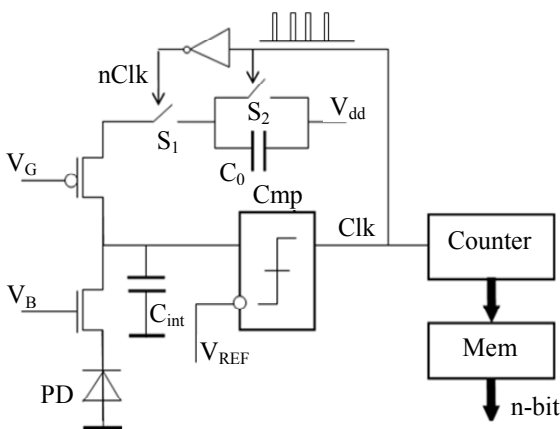 nClk
S1
S2
Vdd
C0
VG
Cmp
Clk
Counter
VB
Cint
VREF
Mem
PD
n-bit